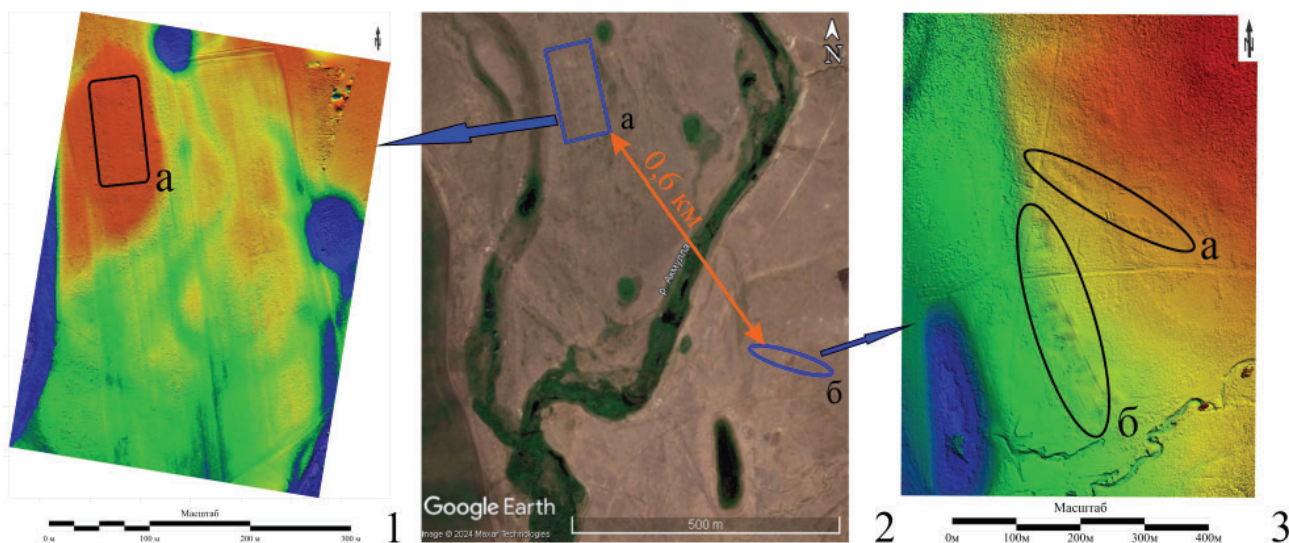 N
а
Масштаб
0 м 100 м 200 м 300 м
1
N
а
0,6 км
р. Акмулла
б
Google Earth
Image © 2024 Maxar Technologies
500 m
2
N
а
б
Масштаб
0м 100м 200м 300м 400м
3